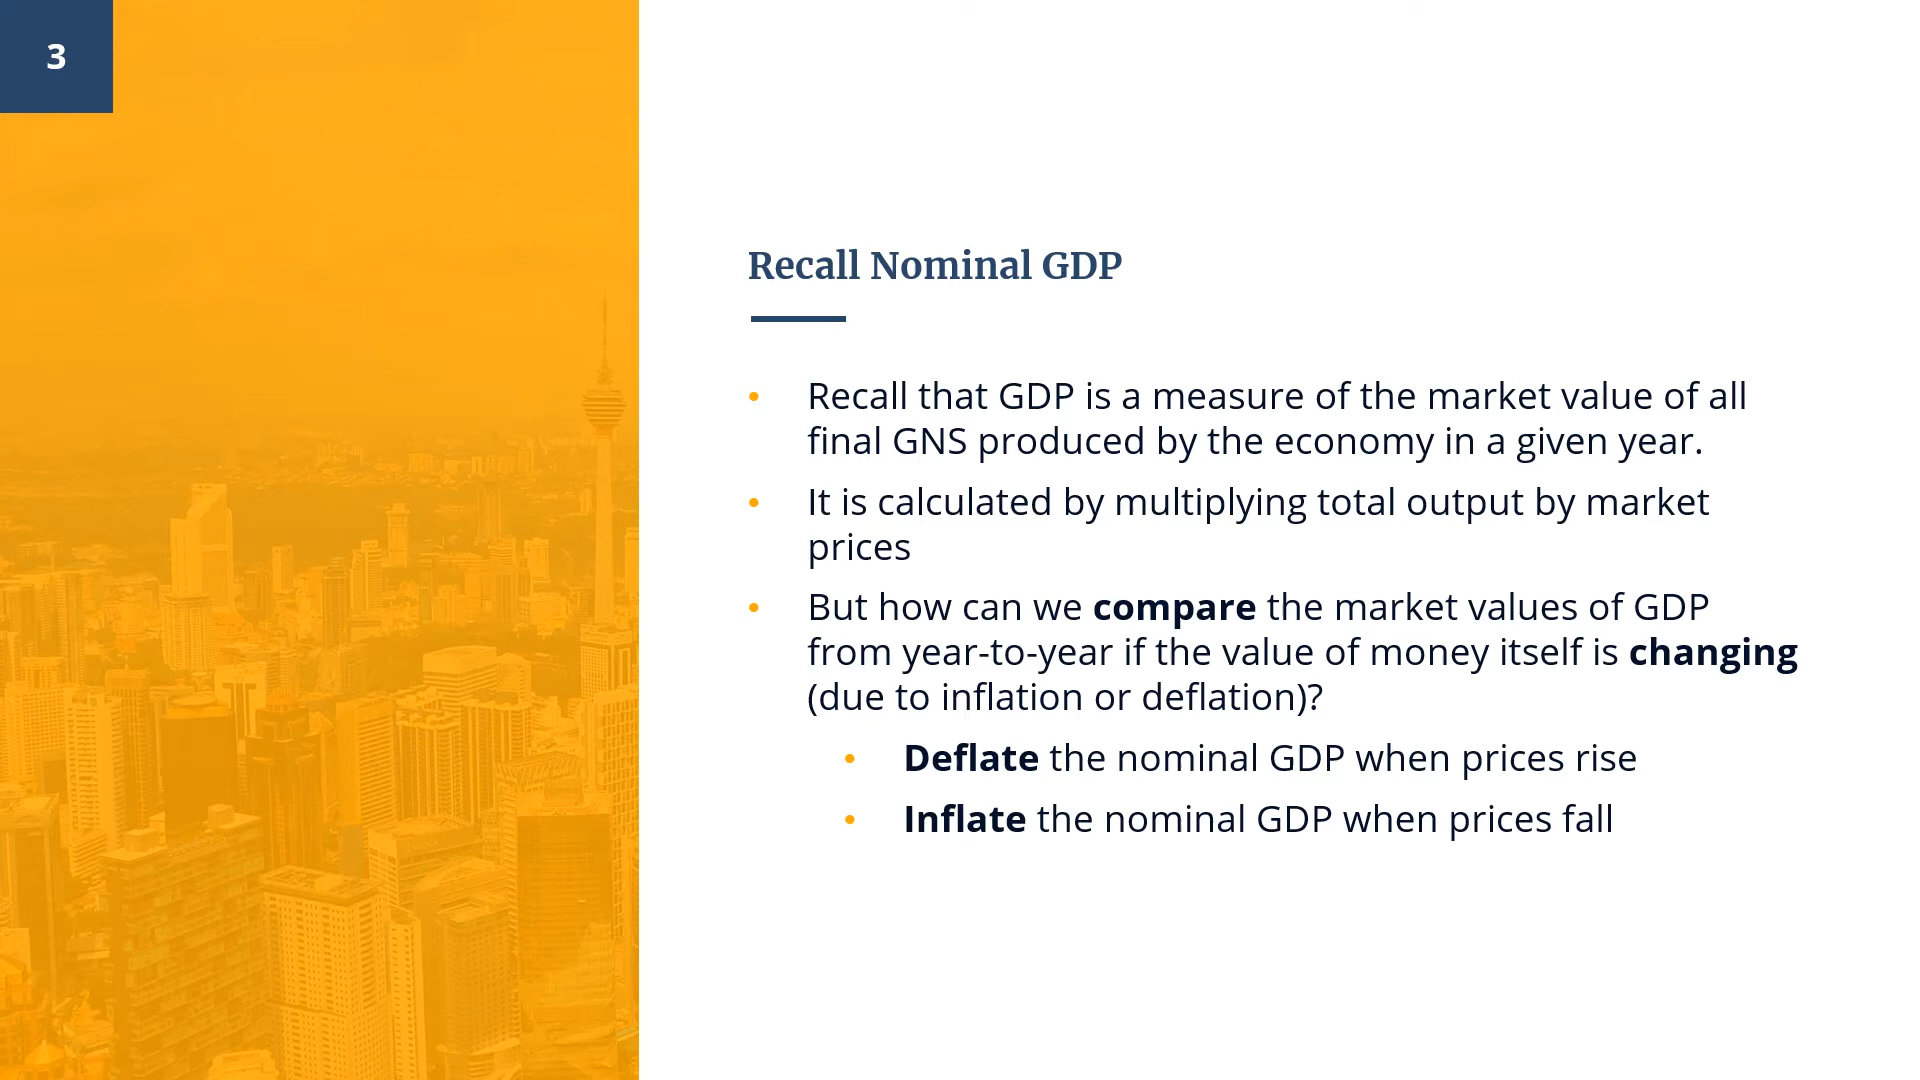 3
Recall Nominal GDP
• Recall that GDP is a measure of the market value of all
final GNS produced by the economy in a given year.
• It is calculated by multiplying total output by market
prices
• But how can we compare the market values of GDP
from year-to-year if the value of money itself is changing
(due to inflation or deflation)?
• Deflate the nominal GDP when prices rise
• Inflate the nominal GDP when prices fall